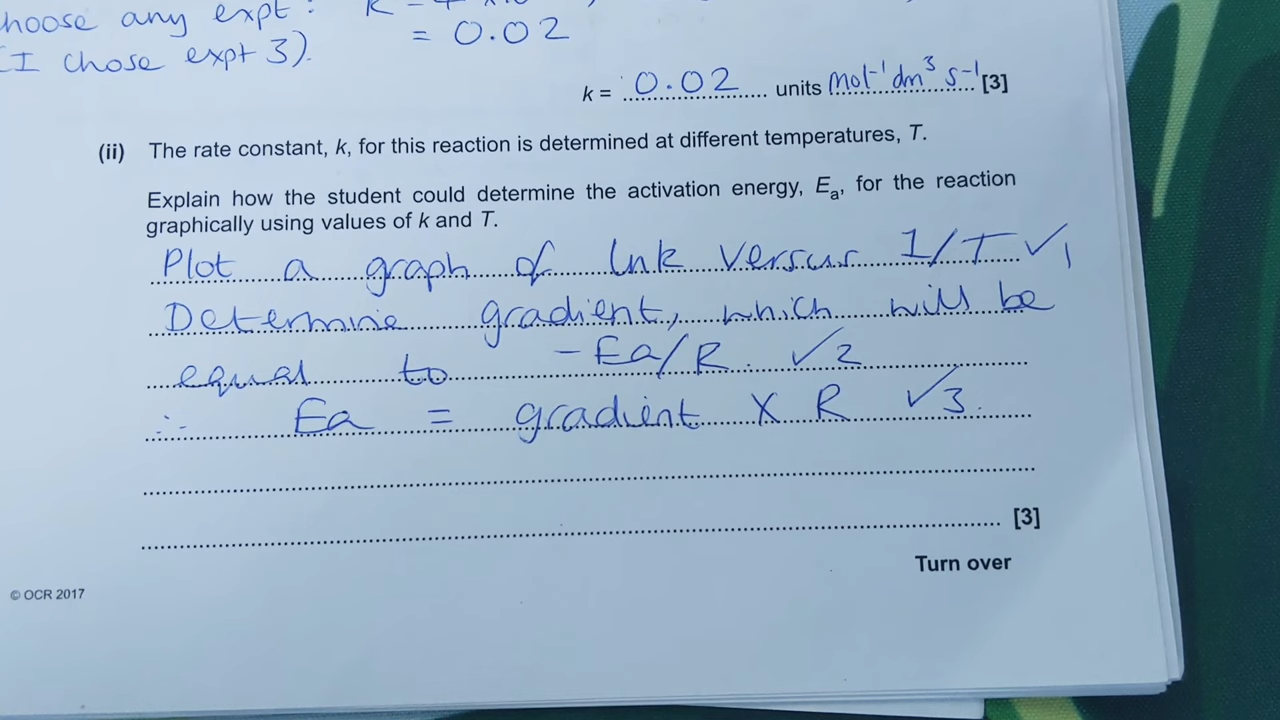 hoose any expt:
= 0.02
(I chose expt 3).
k = 0.02 units mol⁻¹ dm³ s⁻¹ [3]
(ii) The rate constant, k, for this reaction is determined at different temperatures, T.
Explain how the student could determine the activation energy, Eₐ, for the reaction
graphically using values of k and T.
Plot a graph of lnk versus 1/T ✓1
Determine gradient, which will be
equal to -Ea/R. ✓2
∴ Ea = gradient X R ✓3.
[3]
Turn over
© OCR 2017